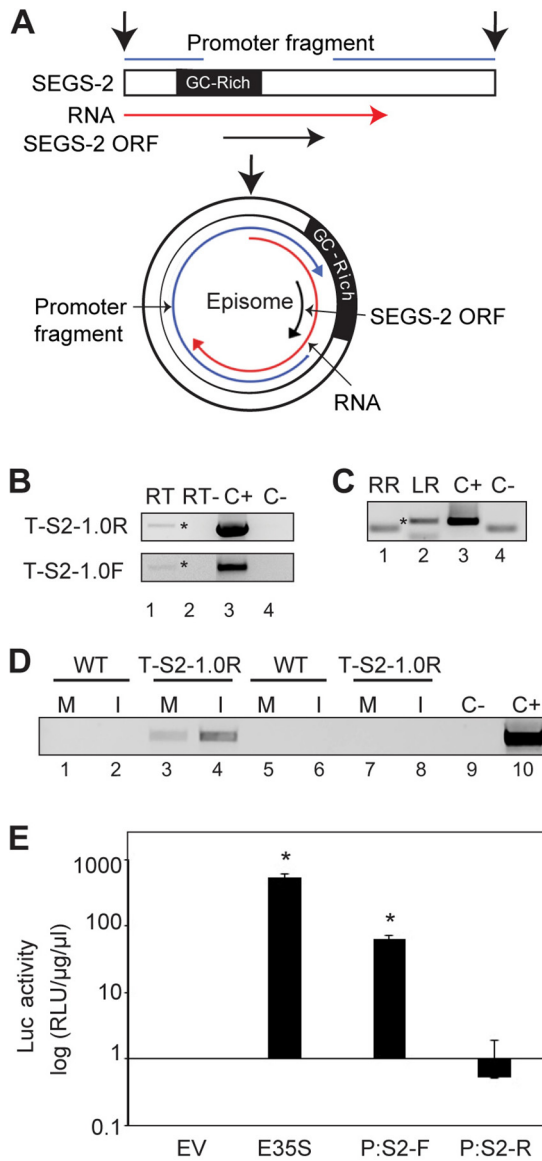 A
Promoter fragment
SEGS-2
GC-Rich
RNA
SEGS-2 ORF
GC-Rich
Promoter
fragment
Episome
SEGS-2 ORF
RNA
B
RT RT- C+ C-
T-S2-1.0R *
T-S2-1.0F *
1 2 3 4
C
RR LR C+ C-
*
1 2 3 4
D
WT T-S2-1.0R WT T-S2-1.0R
M I M I M I M I C- C+
1 2 3 4 5 6 7 8 9 10
E
Luc activity
log (RLU/µg/µl)
1000
100
10
1
0.1
* *
EV E35S P:S2-F P:S2-R